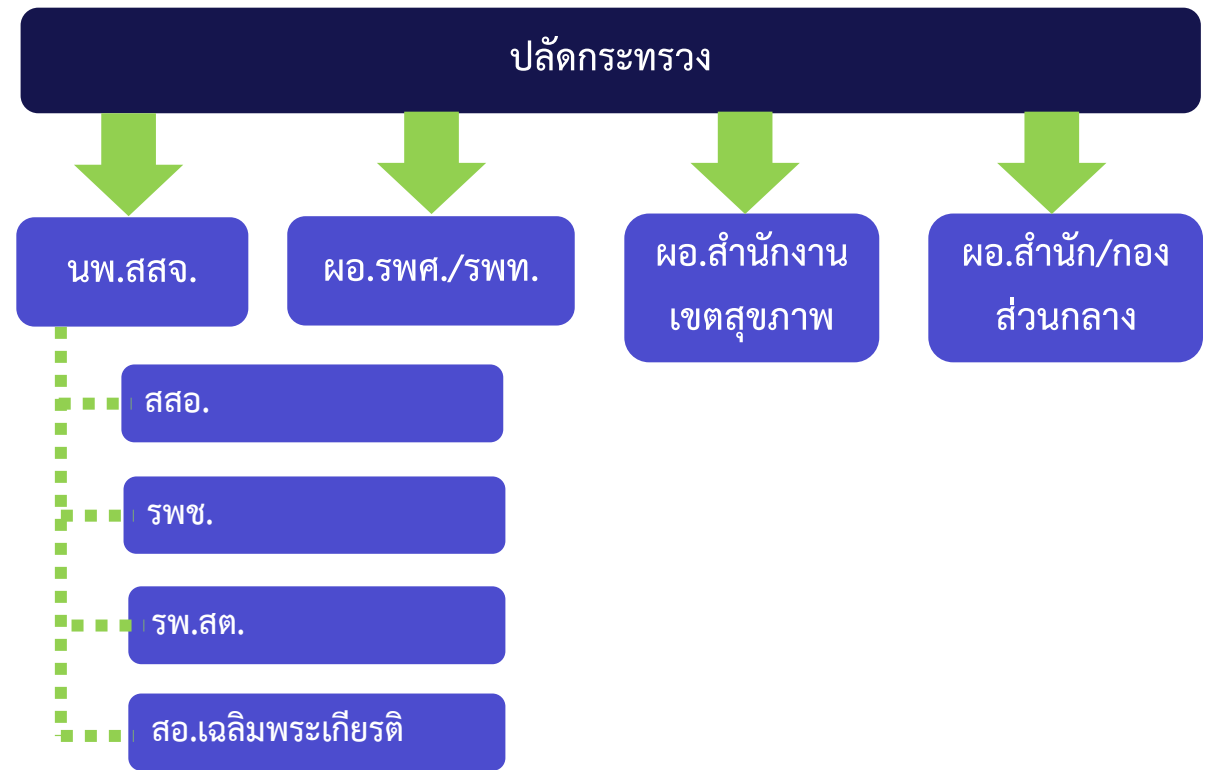 ปลัดกระทรวง
นพ.สสจ.
ผอ.รพศ./รพท.
ผอ.สำนักงาน
เขตสุขภาพ
ผอ.สำนัก/กอง
ส่วนกลาง
สสอ.
รพช.
รพ.สต.
สอ.เฉลิมพระเกียรติ